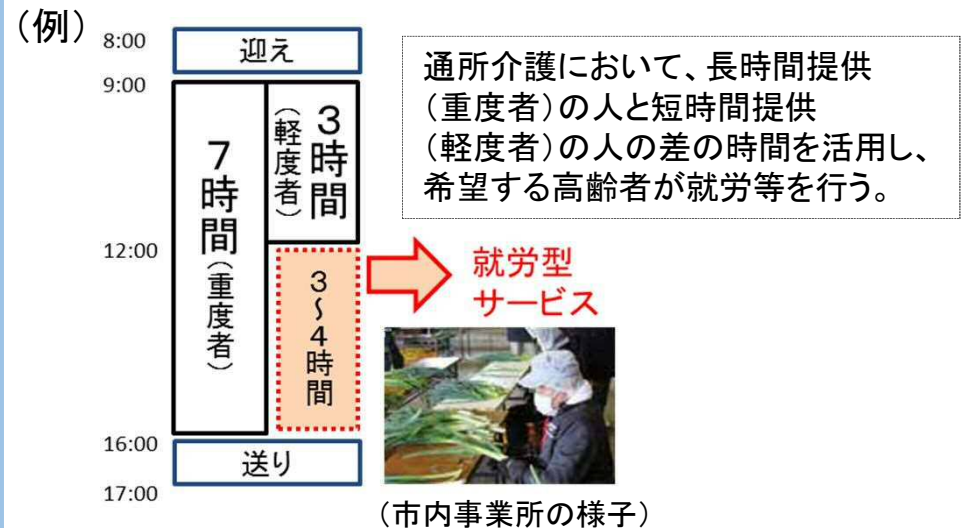 （例）
8:00
迎え
9:00
7時間（重度者）
3時間
（軽度者）
12:00
3～4時間
16:00
送り
17:00
通所介護において、長時間提供
（重度者）の人と短時間提供
（軽度者）の人の差の時間を活用し、
希望する高齢者が就労等を行う。
就労型
サービス
（市内事業所の様子）